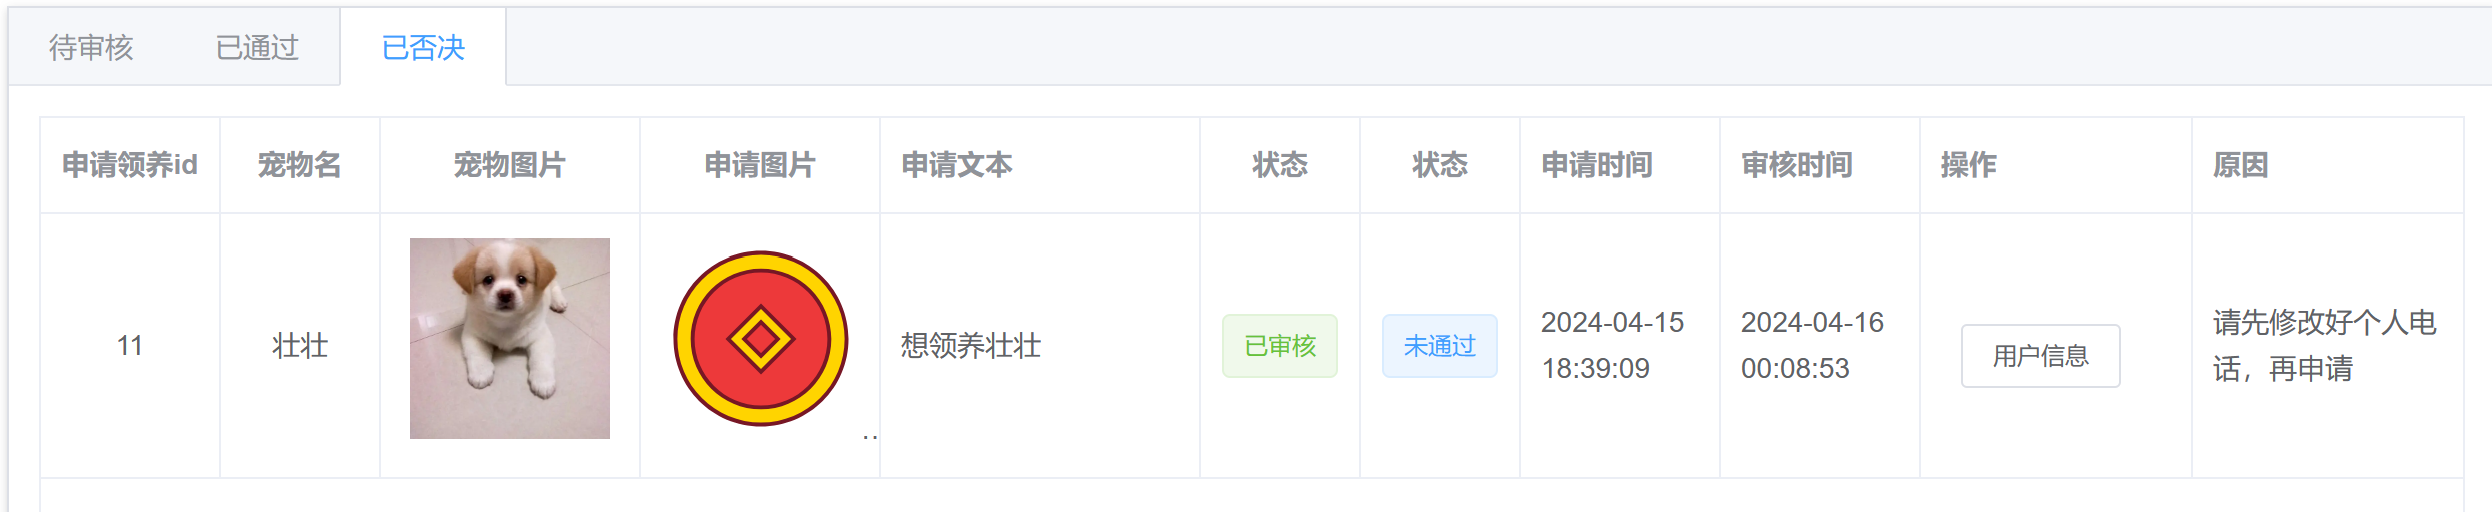 待审核 已通过 已否决
申请领养id 宠物名 宠物图片 申请图片 申请文本 状态 状态 申请时间 审核时间 操作 原因
11 壮壮 .. 想领养壮壮 已审核 未通过 2024-04-15 2024-04-16 用户信息 请先修改好个人电
18:39:09 00:08:53 话，再申请